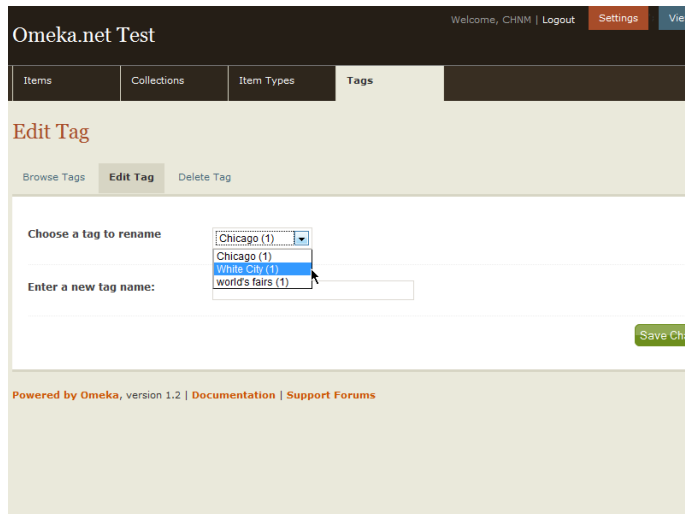 Welcome, CHNM | Logout Settings
Omeka.net Test
Items Collections Item Types Tags
Edit Tag
Browse Tags Edit Tag Delete Tag
Choose a tag to rename Chicago (1)
Chicago (1)
White City (1)
world's fairs (1)
Enter a new tag name:
Save
Powered by Omeka, version 1.2 | Documentation | Support Forums